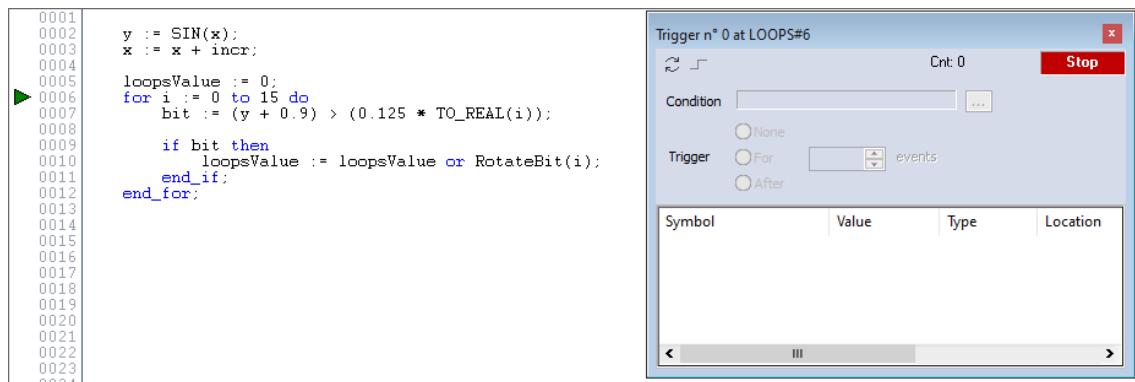 0001
0002 y := SIN(x);
0003 x := x + incr;
0004
0005 loopsValue := 0;
0006 for i := 0 to 15 do
0007 bit := (y + 0.9) > (0.125 * TO_REAL(i));
0008
0009 if bit then
0010 loopsValue := loopsValue or RotateBit(i);
0011 end_if;
0012 end_for;
0013
0014
0015
0016
0017
0018
0019
0020
0021
0022
0023
Trigger n° 0 at LOOPS#6
x
Cnt: 0 Stop
Condition ...
None
Trigger For events
After
Symbol Value Type Location